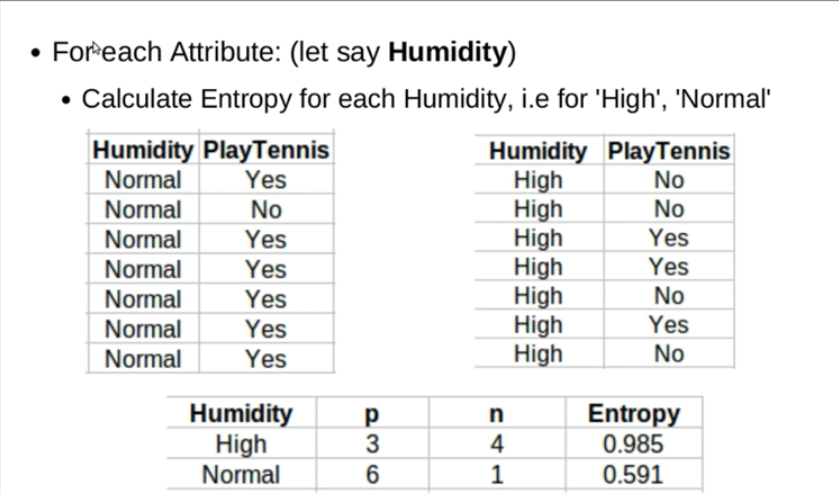 • For each Attribute: (let say Humidity)
• Calculate Entropy for each Humidity, i.e for 'High', 'Normal'
Humidity PlayTennis
Normal Yes
Normal No
Normal Yes
Normal Yes
Normal Yes
Normal Yes
Normal Yes
Humidity PlayTennis
High No
High No
High Yes
High Yes
High No
High Yes
High No
Humidity p n Entropy
High 3 4 0.985
Normal 6 1 0.591